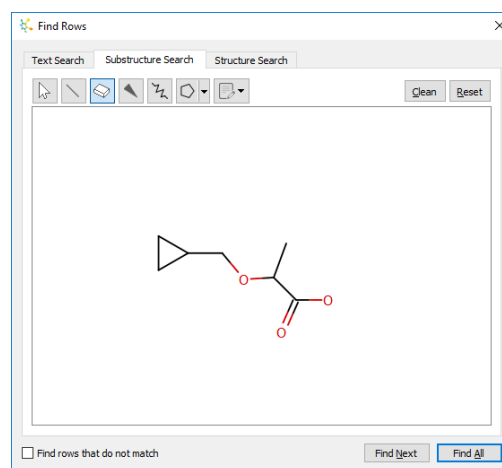 Find Rows
Text Search Substructure Search Structure Search
Clean Reset
O
O
O
Find rows that do not match Find Next Find All